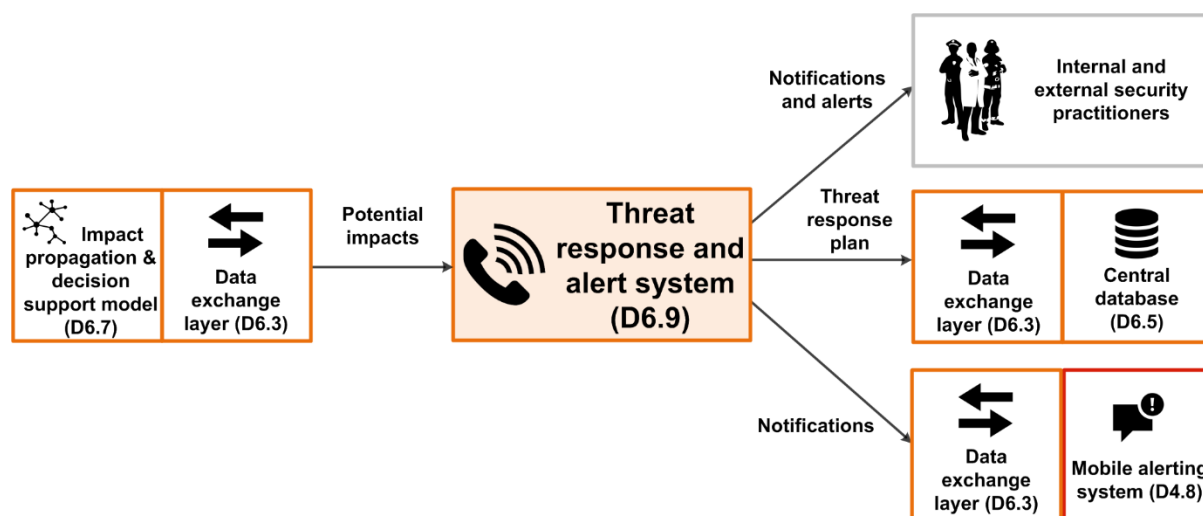 Impact
propagation &
decision
support model
(D6.7)
Data
exchange
layer (D6.3)
Potential
impacts
Threat
response and
alert system
(D6.9)
Notifications
and alerts
Internal and
external security
practitioners
Threat
response
plan
Data
exchange
layer (D6.3)
Central
database
(D6.5)
Notifications
Data
exchange
layer (D6.3)
!
Mobile alerting
system (D4.8)